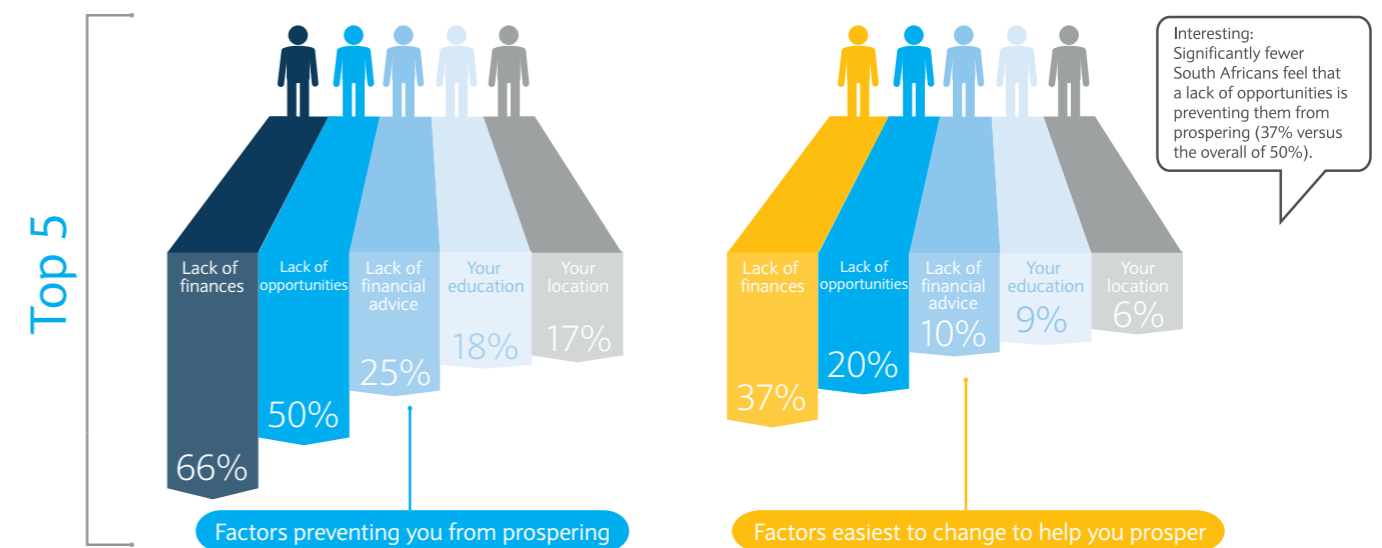 Top 5
Lack of
finances
66%
Lack of
opportunities
50%
Lack of
financial
advice
25%
Your
education
18%
Your
location
17%
Factors preventing you from prospering
Lack of
finances
37%
Lack of
opportunities
20%
Lack of
financial
advice
10%
Your
education
9%
Your
location
6%
Factors easiest to change to help you prosper
Interesting:
Significantly fewer
South Africans feel that
a lack of opportunities is
preventing them from
prospering (37% versus
the overall of 50%).